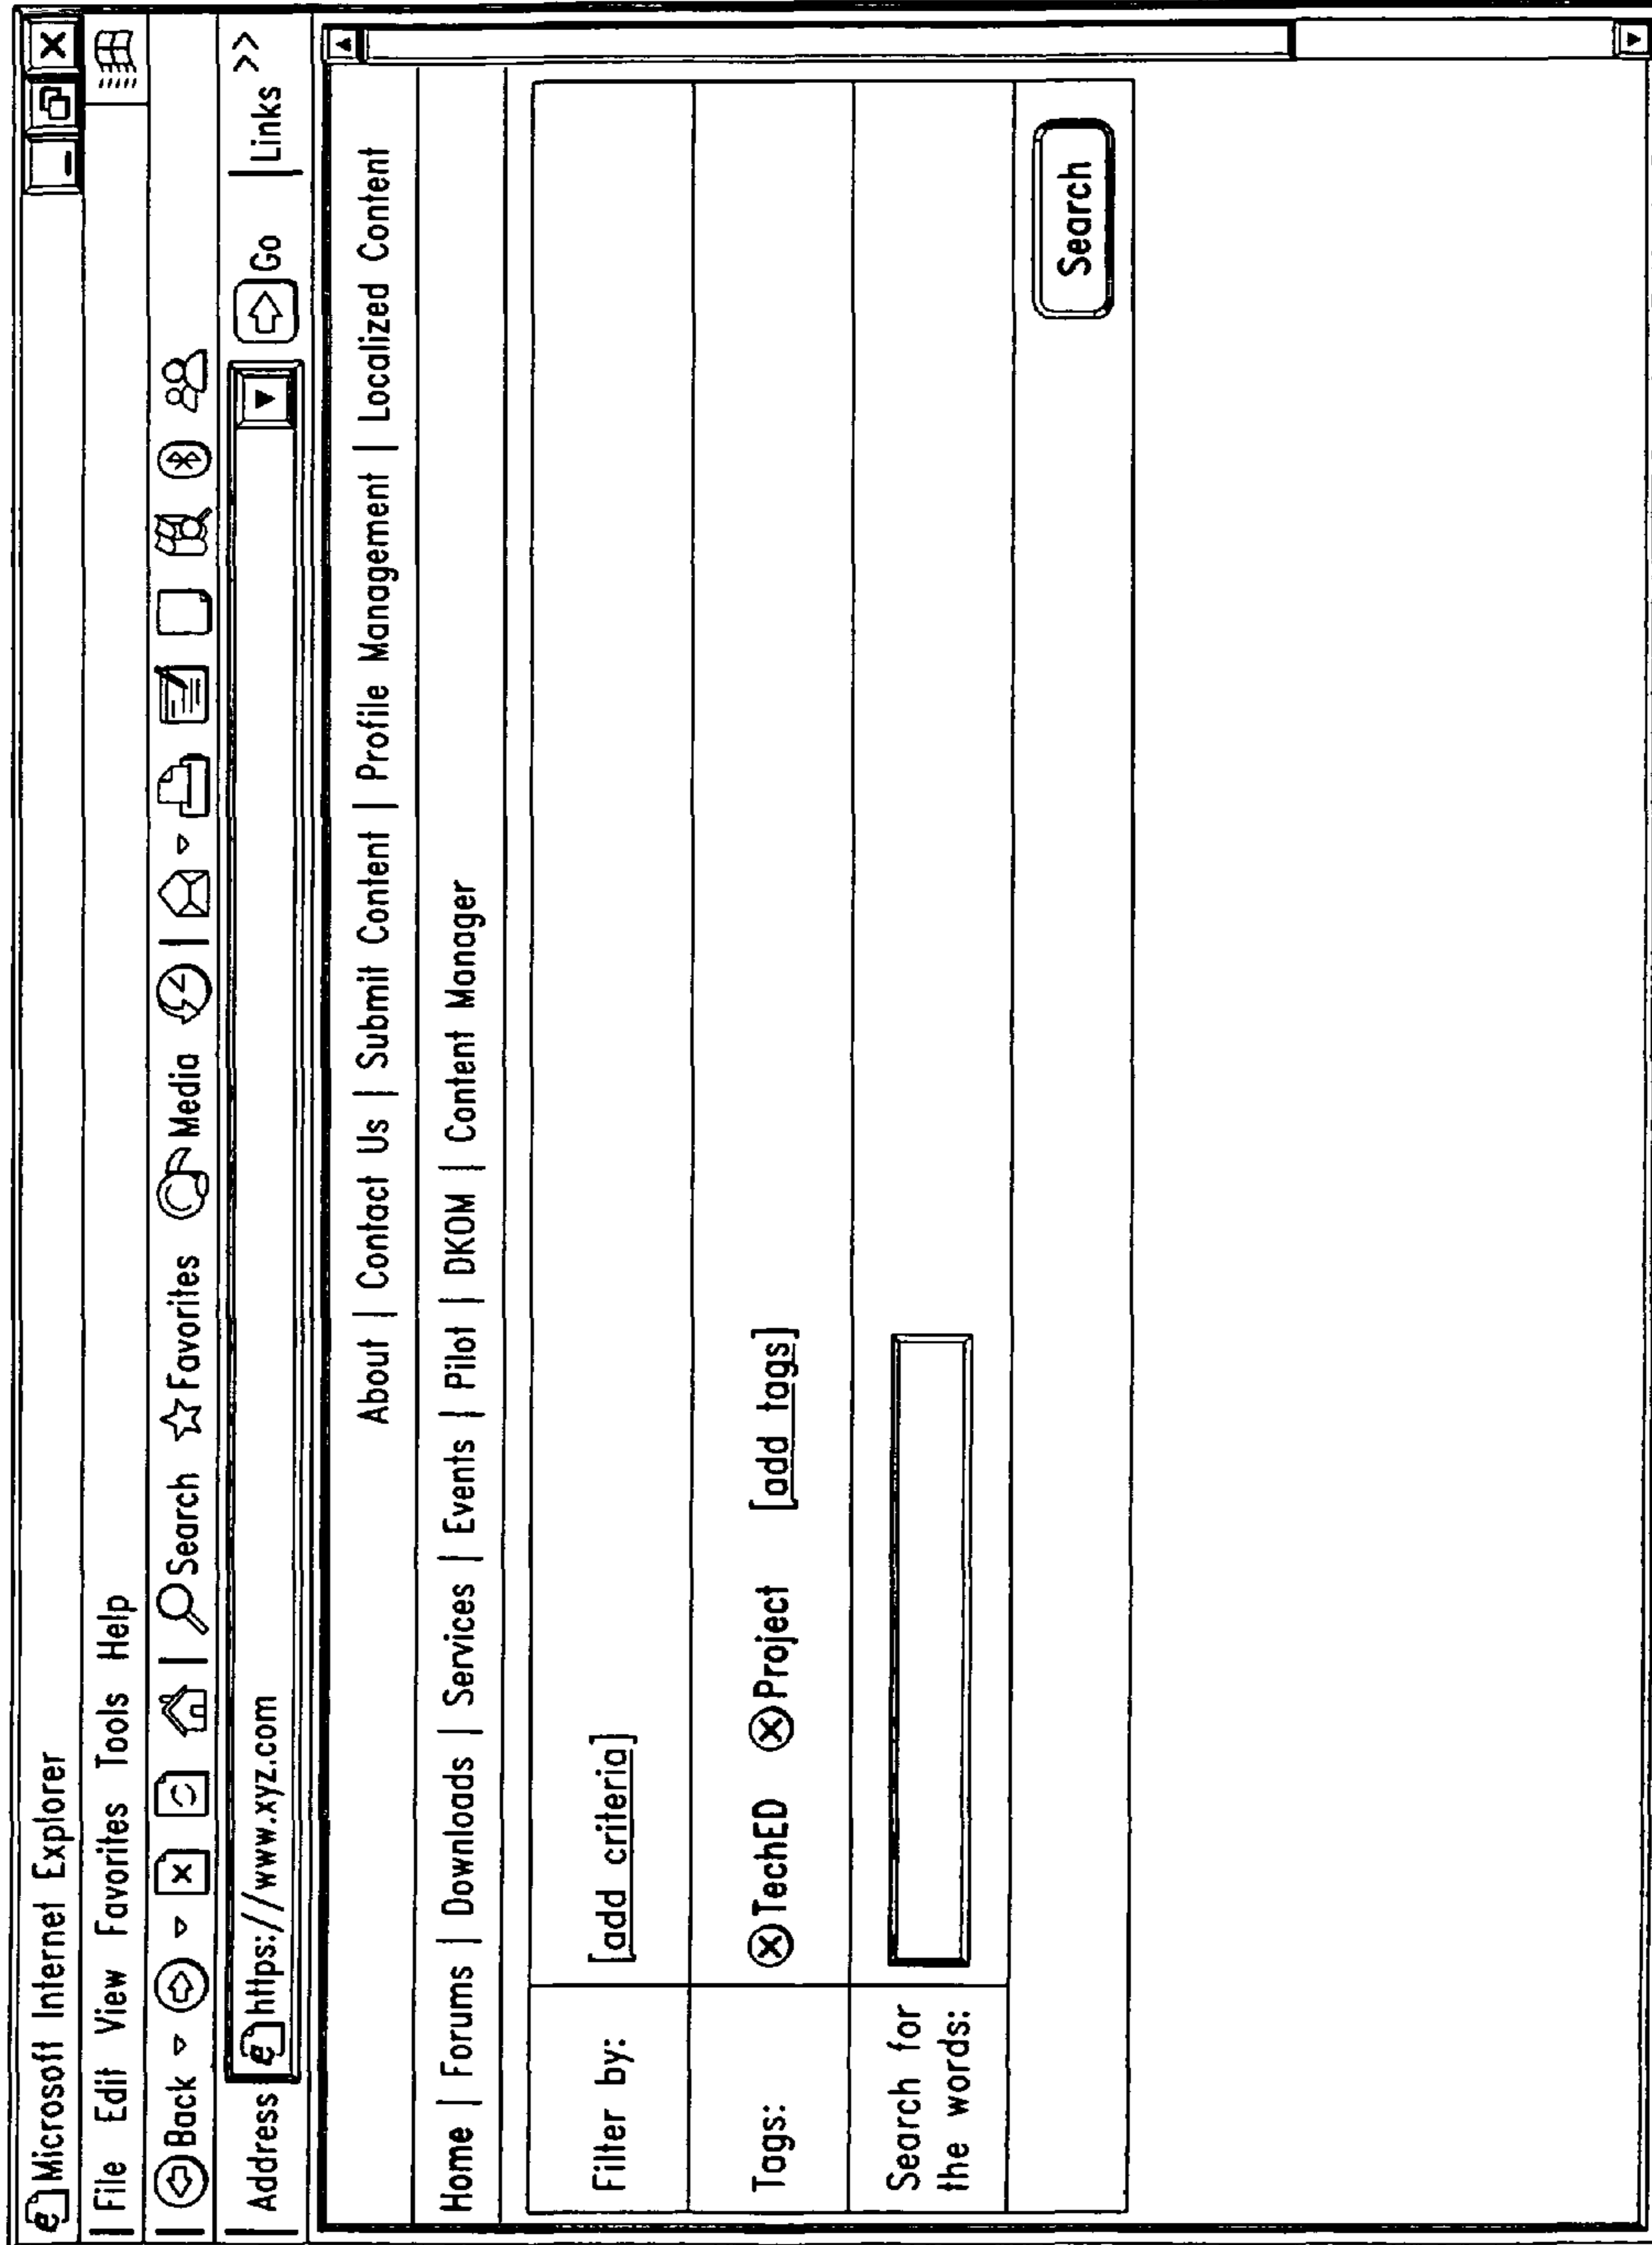 Microsoft Internet Explorer
File Edit View Favorites Tools Help
Back Search Favorites Media
Address https://www.xyz.com Go Links >>
About | Contact Us | Submit Content | Profile Management | Localized Content
Home | Forums | Downloads | Services | Events | Pilot | DKOM | Content Manager
Filter by: [add criteria]
Tags: TechED Project [add tags]
Search for
the words:
Search